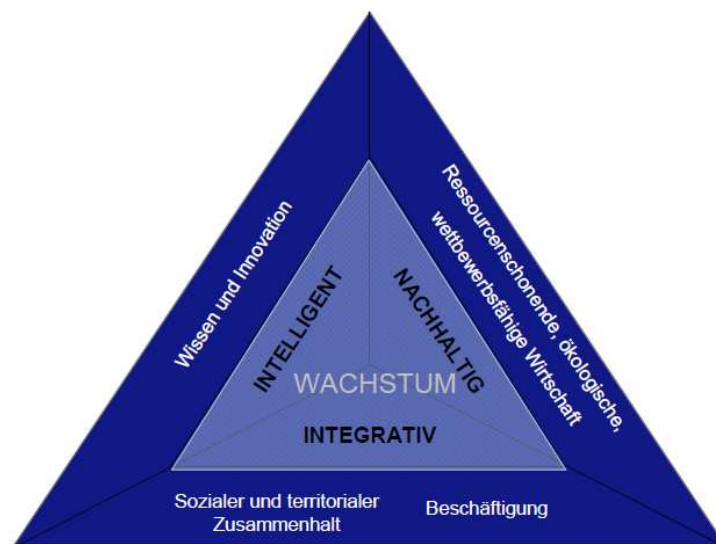 Wissen und Innovation
Ressourcenschonende, ökologische,
wettbewerbsfähige Wirtschaft
INTELLIGENT
NACHHALTIG
WACHSTUM
INTEGRATIV
Sozialer und territorialer
Zusammenhalt
Beschäftigung